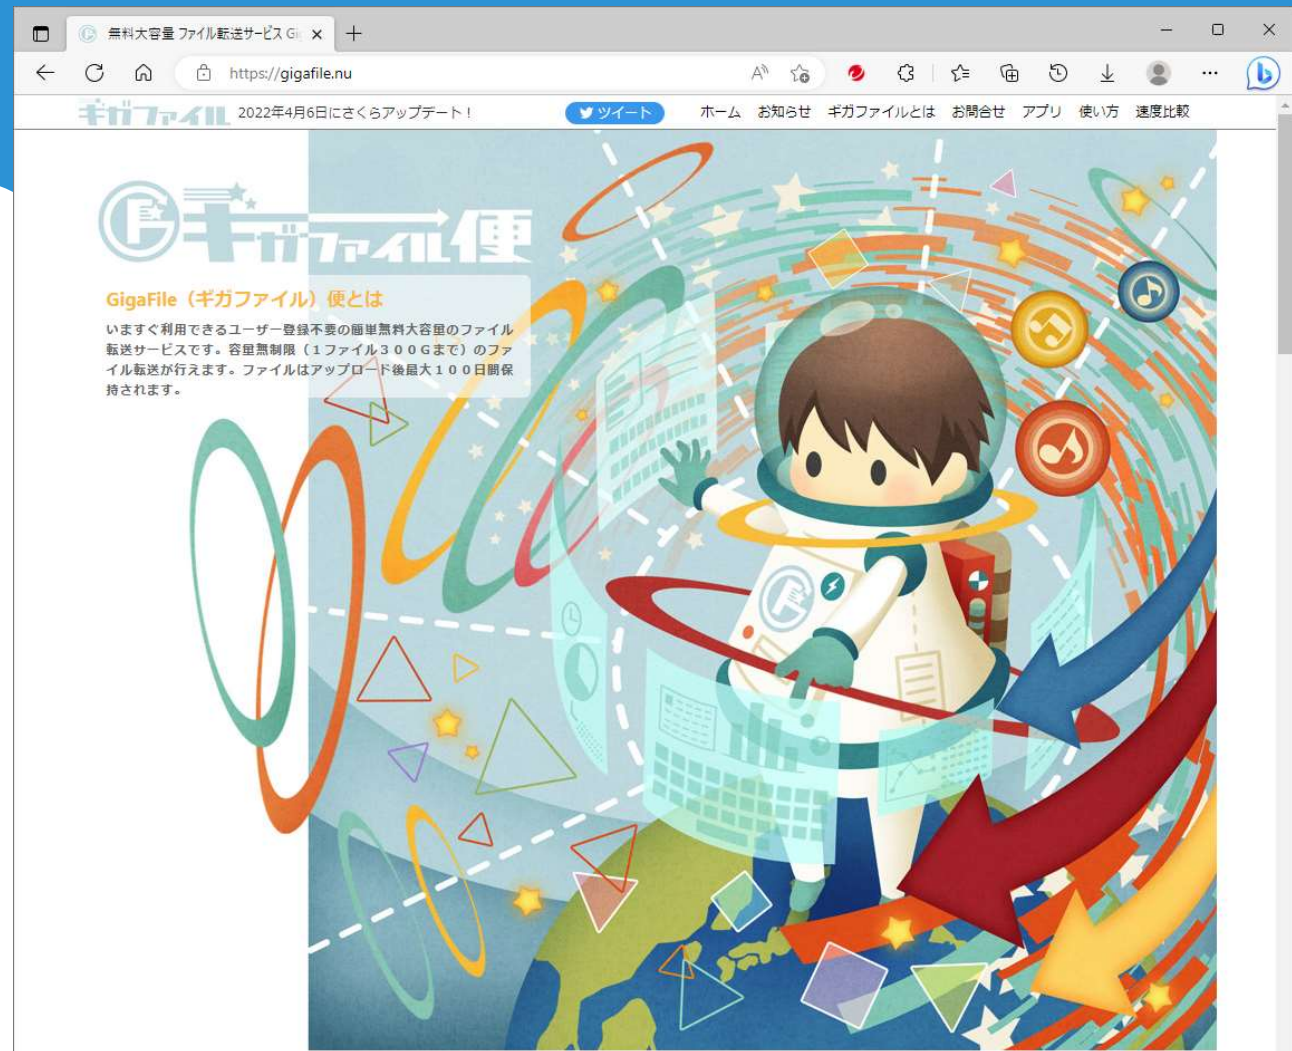 無料大容量 ファイル転送サービス Gi
https://gigafile.nu
ギガファイル 2022年4月6日にさくらアップデート！ ツイート ホーム お知らせ ギガファイルとは お問合せ アプリ 使い方 速度比較
ギガファイル便
GigaFile（ギガファイル）便とは
いますぐ利用できるユーザー登録不要の簡単無料大容量のファイル
転送サービスです。容量無制限（１ファイル３００Gまで）のファ
イル転送が行えます。ファイルはアップロード後最大１００日間保
持されます。